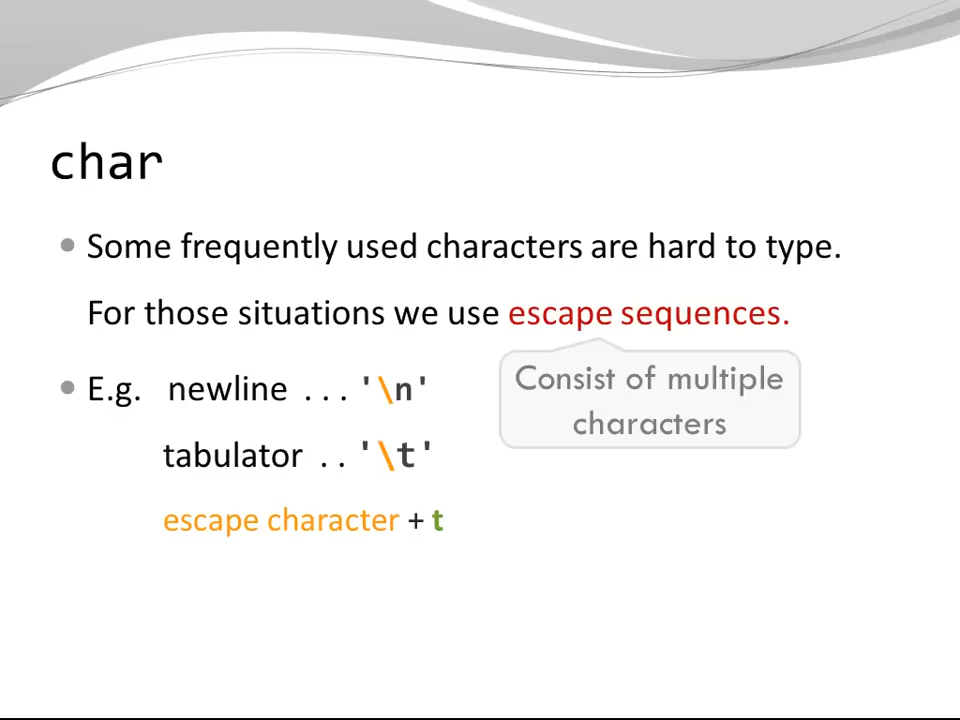 char
Some frequently used characters are hard to type.
For those situations we use escape sequences.
Consist of multiple
characters
E.g. newline . . . '\n'
tabulator . . '\t'
escape character + t